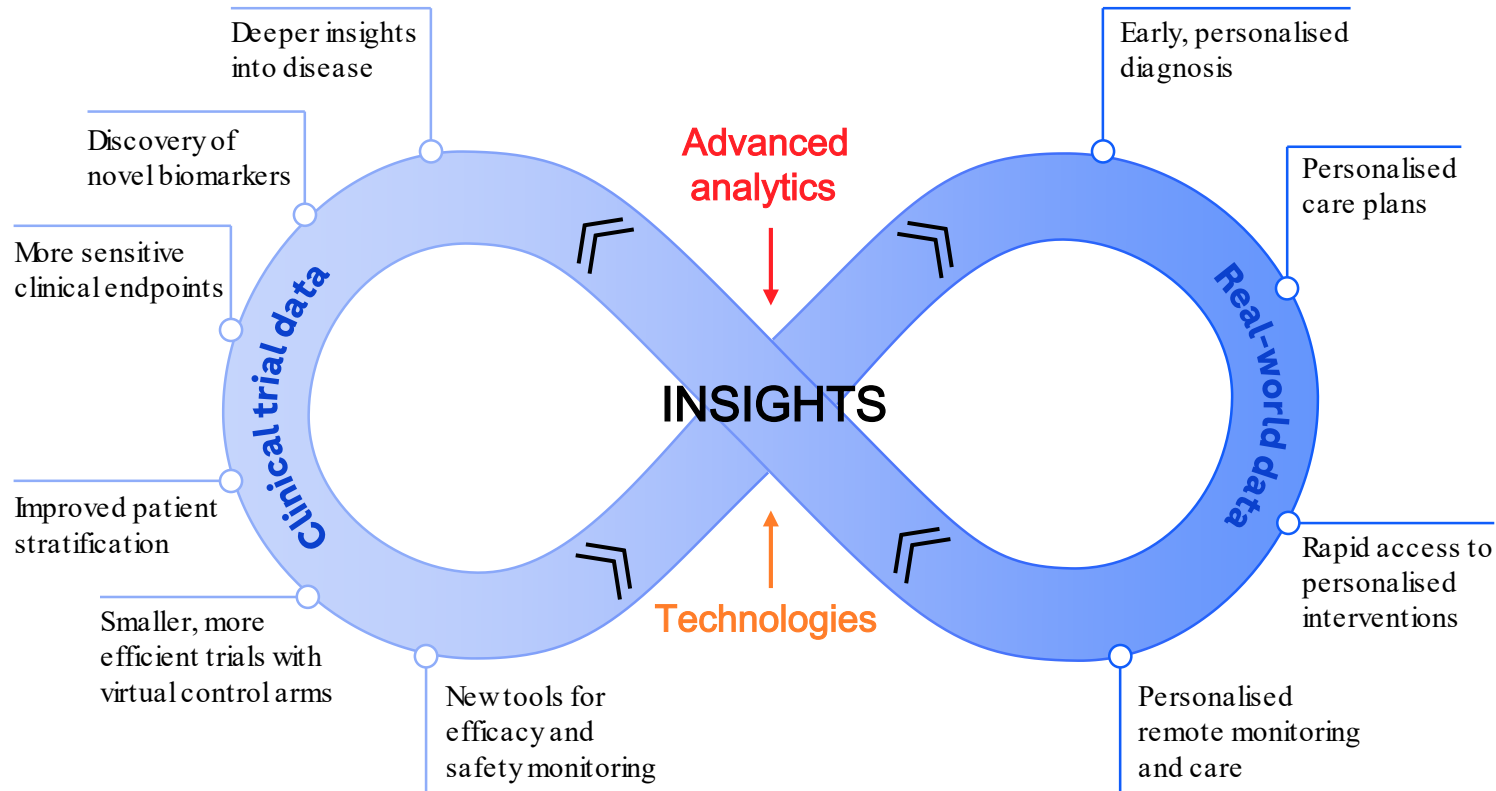 Deeper insights
into disease
Discovery of
novel biomarkers
More sensitive
clinical endpoints
Clinical trial data
Improved patient
stratification
Smaller, more
efficient trials with
virtual control arms
New tools for
efficacy and
safety monitoring
Advanced
analytics
INSIGHTS
Technologies
Early, personalised
diagnosis
Personalised
care plans
Real-world data
Rapid access to
personalised
interventions
Personalised
remote monitoring
and care